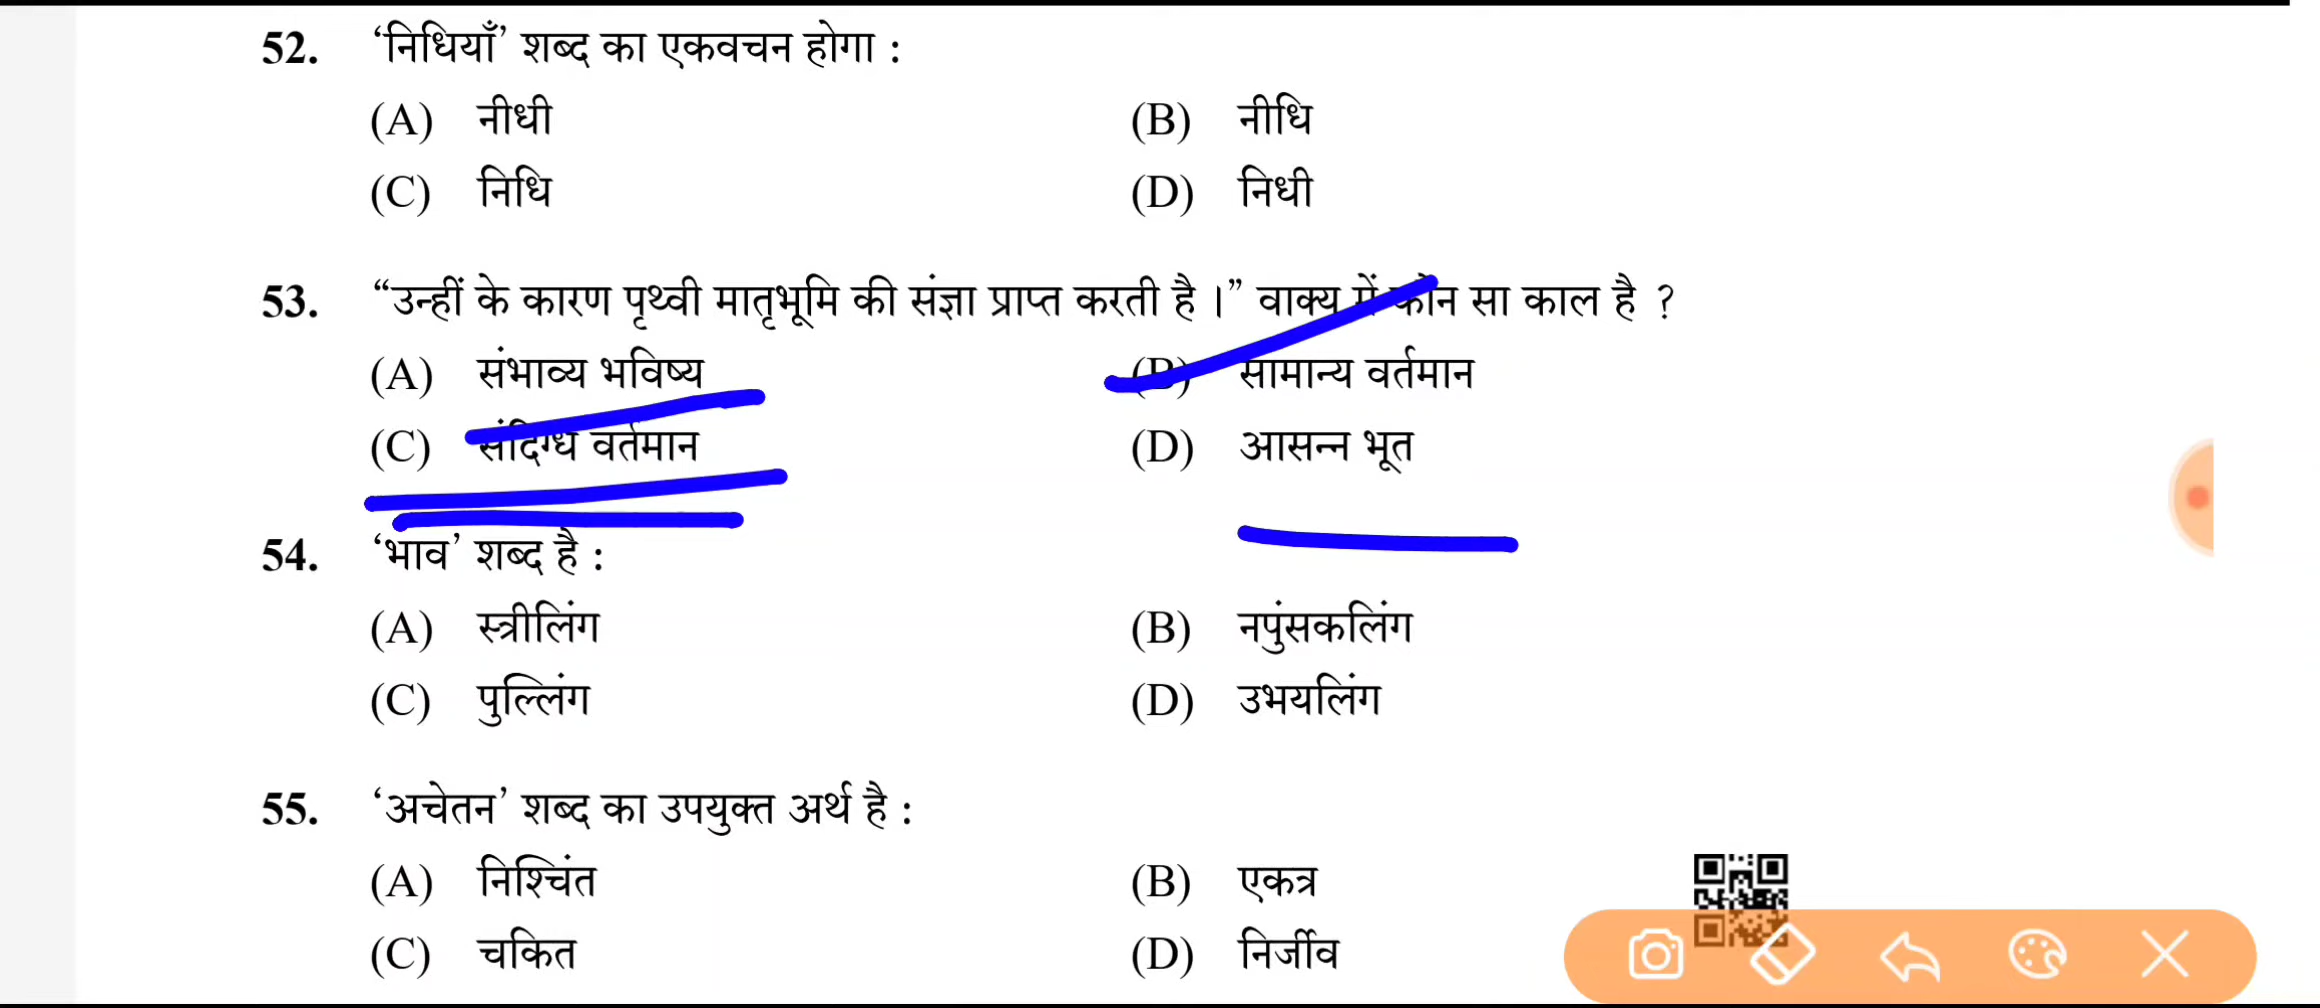 52. ‘निधियाँ’ शब्द का एकवचन होगा :
(A) नीधी (B) नीधि
(C) निधि (D) निधी
53. “उन्हीं के कारण पृथ्वी मातृभूमि की संज्ञा प्राप्त करती है ।” वाक्य में कौन सा काल है ?
(A) संभाव्य भविष्य (B) सामान्य वर्तमान
(C) संदिग्ध वर्तमान (D) आसन्न भूत
54. ‘भाव’ शब्द है :
(A) स्त्रीलिंग (B) नपुंसकलिंग
(C) पुल्लिंग (D) उभयलिंग
55. ‘अचेतन’ शब्द का उपयुक्त अर्थ है :
(A) निश्चिंत (B) एकत्र
(C) चकित (D) निर्जीव